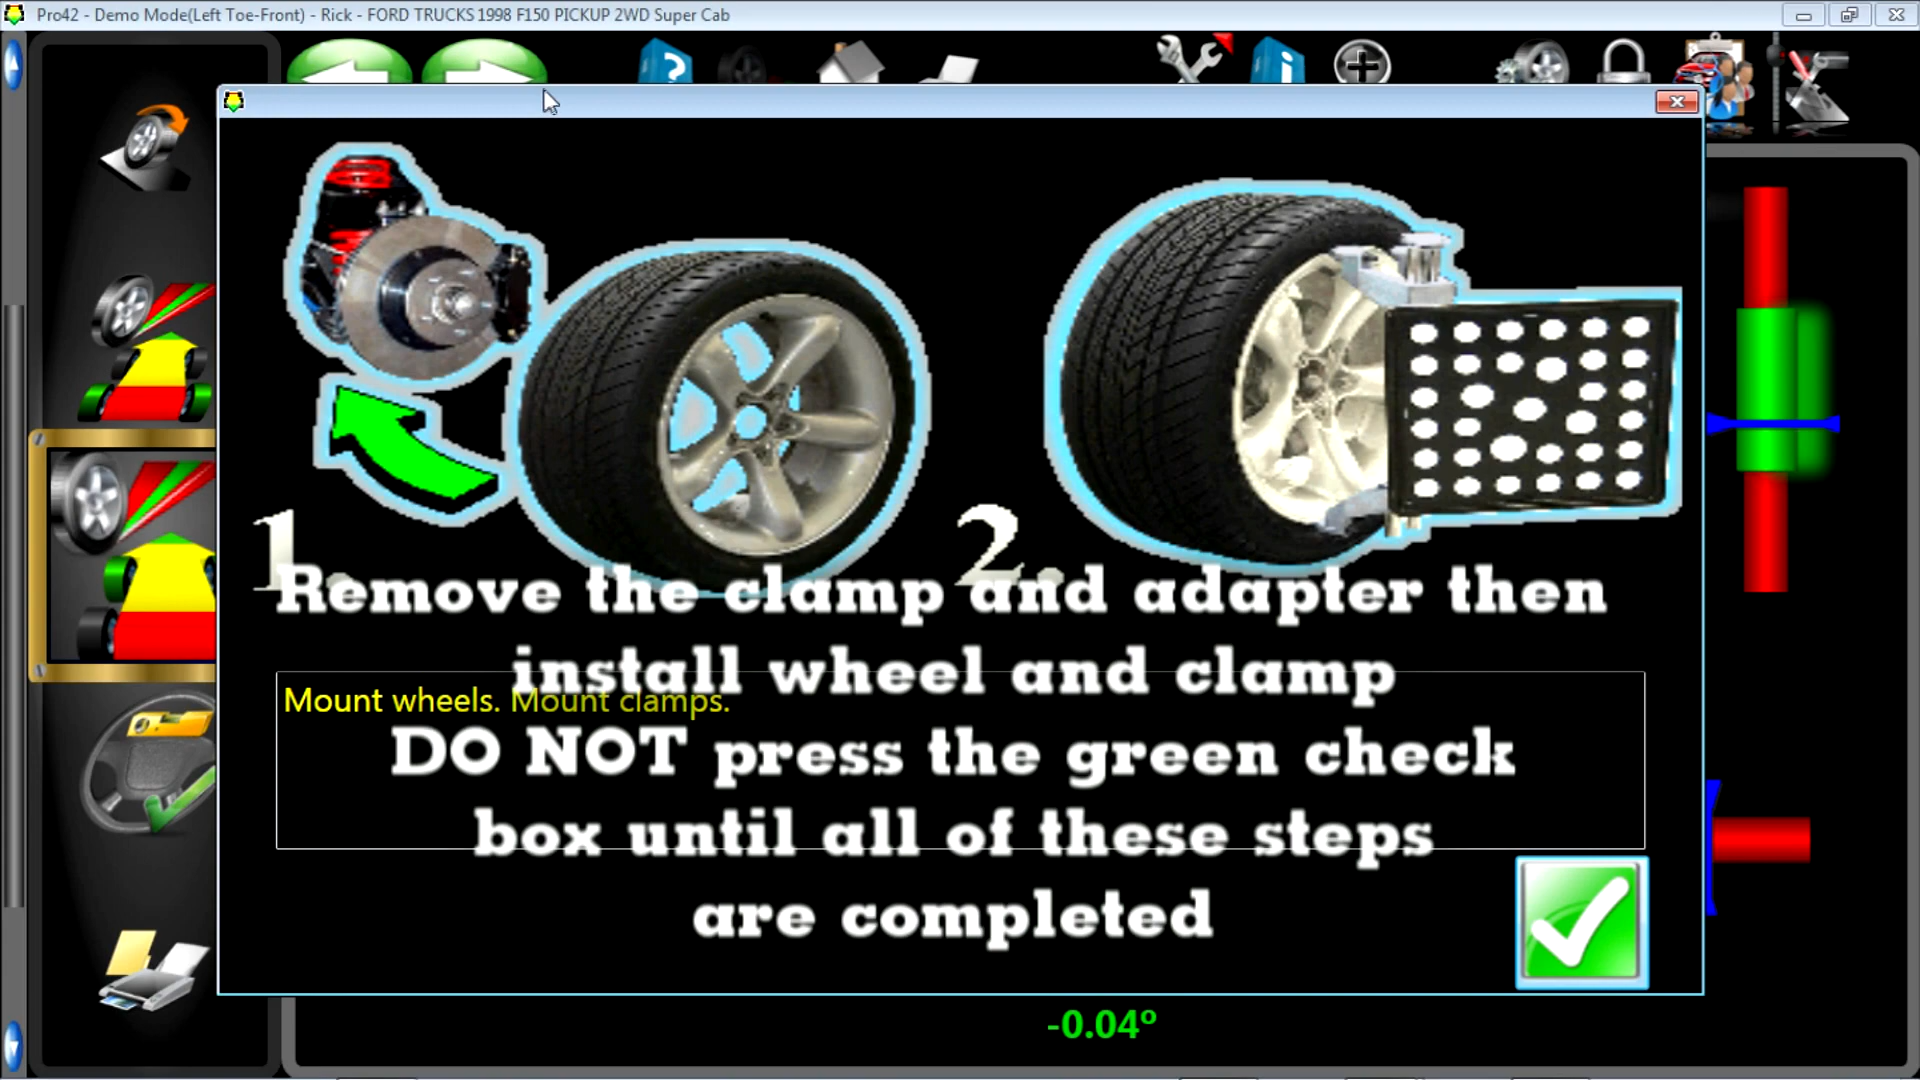 Pro42 - Demo Mode(Left Toe-Front) - Rick - FORD TRUCKS 1998 F150 PICKUP 2WD Super Cab
1.
2.
Remove the clamp and adapter then
install wheel and clamp
Mount wheels. Mount clamps.
DO NOT press the green check
box until all of these steps
are completed
-0.04º